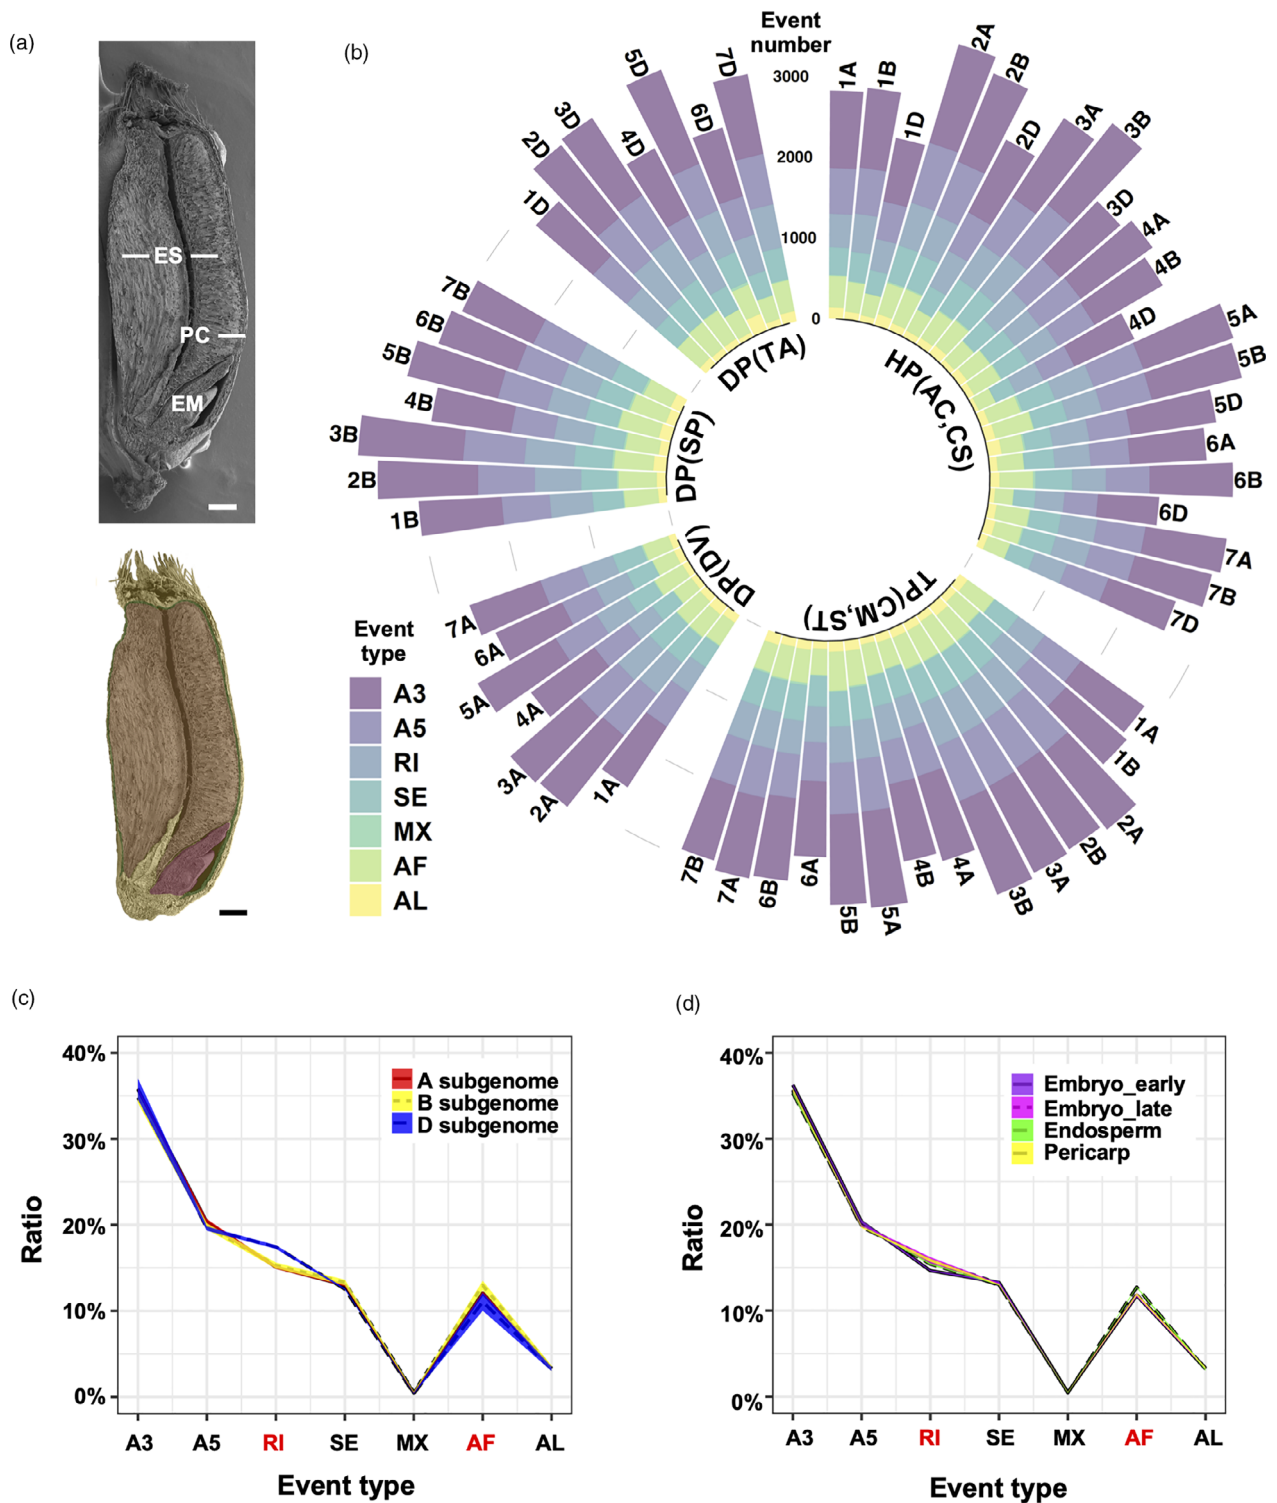 (a)
ES
PC
EM
(b)
Event
number
3000
2000
1000
0
1A
1B
1D
2A
2B
2D
3A
3B
3D
4A
4B
4D
5A
5B
5D
6A
6B
6D
7A
7B
7D
HP(AC,CS)
1A
1B
2A
2B
3A
3B
4A
4B
5A
5B
6A
6B
7A
7B
TP(CM,ST)
1A
2A
3A
4A
5A
6A
7A
DP(DV)
1B
2B
3B
4B
5B
6B
7B
DP(SP)
1D
2D
3D
4D
5D
6D
7D
DP(TA)
Event
type
A3
A5
RI
SE
MX
AF
AL
(c)
40%
30%
20%
10%
0%
Ratio
A subgenome
B subgenome
D subgenome
A3 A5 RI SE MX AF AL
Event type
(d)
40%
30%
20%
10%
0%
Ratio
Embryo_early
Embryo_late
Endosperm
Pericarp
A3 A5 RI SE MX AF AL
Event type